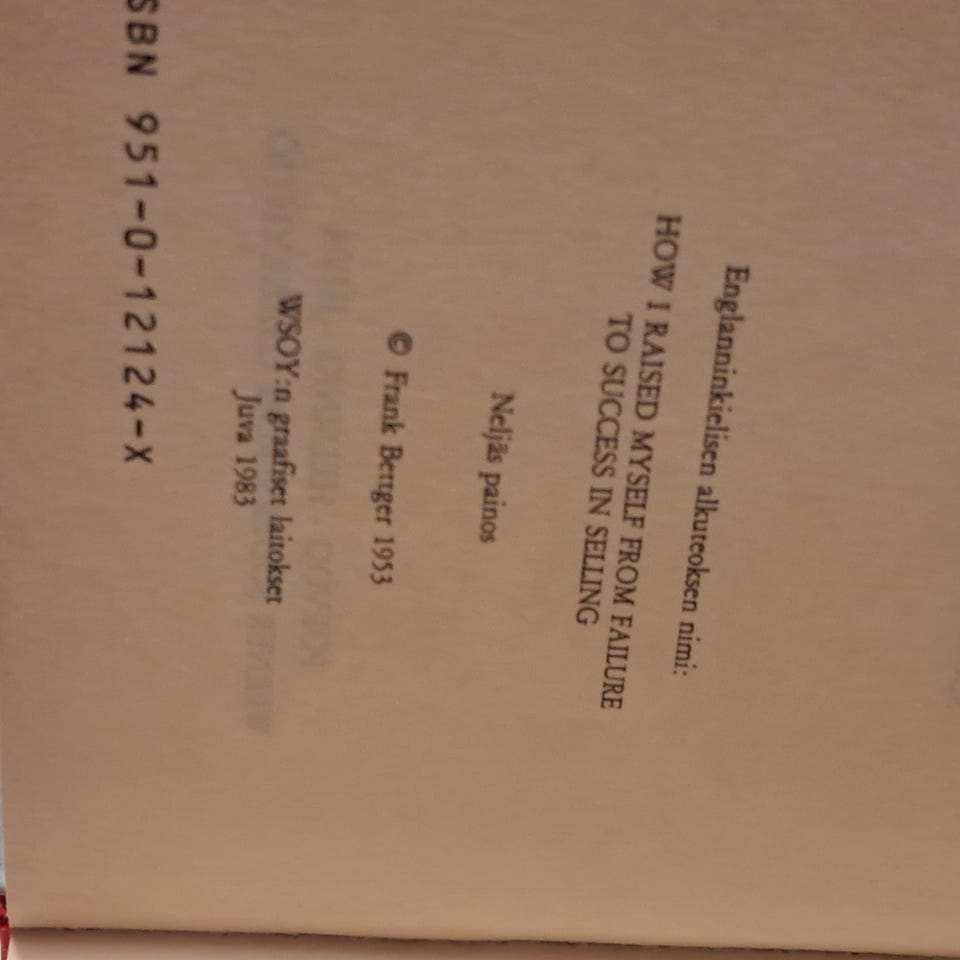 Englanninkielisen alkuteoksen nimi:
HOW I RAISED MYSELF FROM FAILURE
TO SUCCESS IN SELLING
Neljäs painos
© Frank Bettger 1953
WSOY:n graafiset laitokset
Juva 1983
SBN 951-0-12124-X